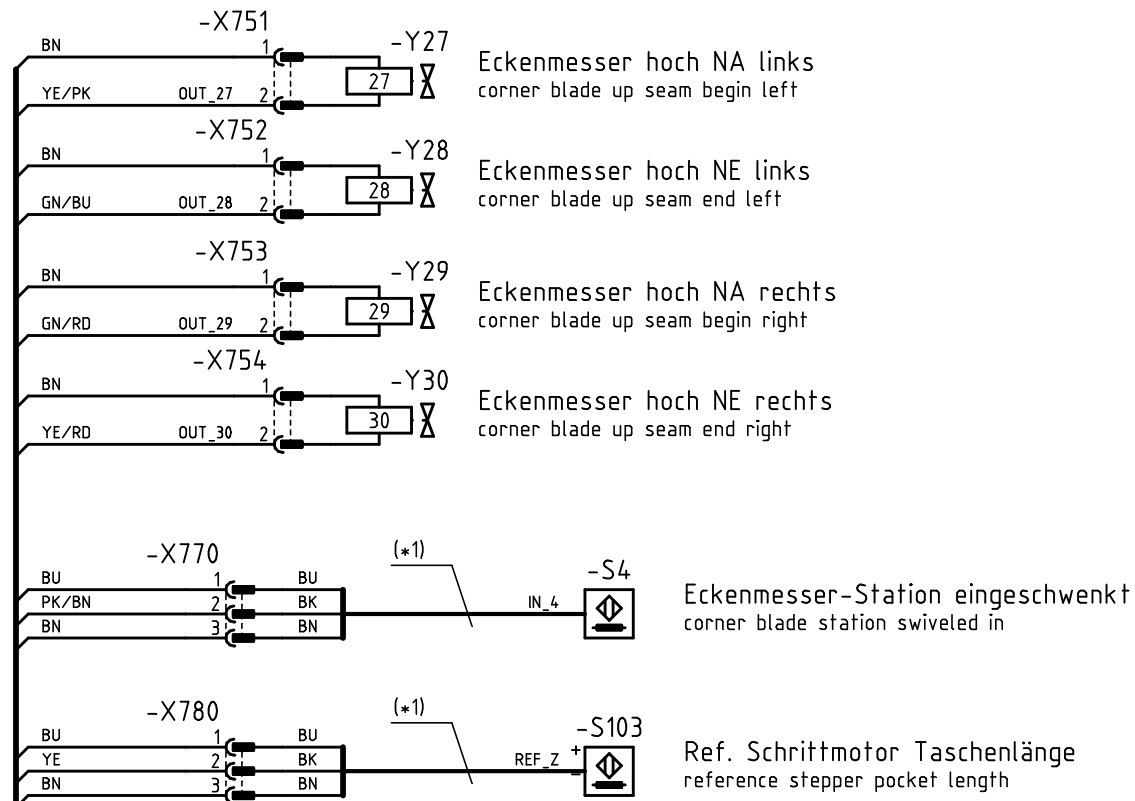 -X751
BN 1 -Y27
27 Eckenmesser hoch NA links
YE/PK OUT_27 2 corner blade up seam begin left
-X752
BN 1 -Y28
28 Eckenmesser hoch NE links
GN/BU OUT_28 2 corner blade up seam end left
-X753
BN 1 -Y29
29 Eckenmesser hoch NA rechts
GN/RD OUT_29 2 corner blade up seam begin right
-X754
BN 1 -Y30
30 Eckenmesser hoch NE rechts
YE/RD OUT_30 2 corner blade up seam end right
-X770 (*1) -S4
BU 1 BU
PK/BN 2 BK IN_4 Eckenmesser-Station eingeschwenkt
BN 3 BN corner blade station swiveled in
-X780 (*1) -S103
BU 1 BU + Ref. Schrittmotor Taschenlänge
YE 2 BK REF_Z - reference stepper pocket length
BN 3 BN